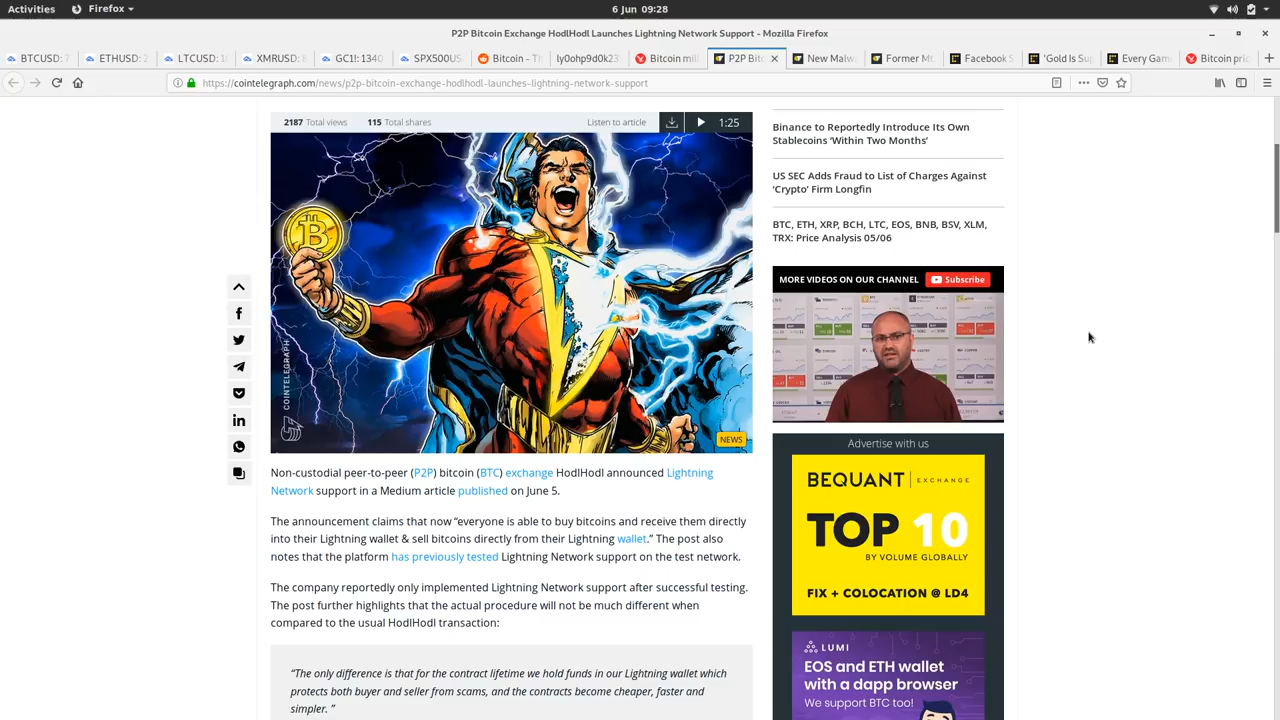 Activities
Firefox
6 Jun 09:28
P2P Bitcoin Exchange HodlHodl Launches Lightning Network Support - Mozilla Firefox
BTCUSD: 7
ETHUSD: 2
LTCUSD: 1
XMRUSD: 8
GC1!: 1340
SPX500US
Bitcoin - Th
ly0ohp9d0k23
Bitcoin mil
P2P Bit
New Malw
Former Mt
Facebook S
'Gold Is Su
Every Game
Bitcoin pric
https://cointelegraph.com/news/p2p-bitcoin-exchange-hodlhodl-launches-lightning-network-support
2187 Total views
115 Total shares
Listen to article
1:25
COINTELEGRAPH
NEWS
Non-custodial peer-to-peer (P2P) bitcoin (BTC) exchange HodlHodl announced Lightning
Network support in a Medium article published on June 5.
The announcement claims that now “everyone is able to buy bitcoins and receive them directly
into their Lightning wallet & sell bitcoins directly from their Lightning wallet.” The post also
notes that the platform has previously tested Lightning Network support on the test network.
The company reportedly only implemented Lightning Network support after successful testing.
The post further highlights that the actual procedure will not be much different when
compared to the usual HodlHodl transaction:
“The only difference is that for the contract lifetime we hold funds in our Lightning wallet which
protects both buyer and seller from scams, and the contracts become cheaper, faster and
simpler. ”
Binance to Reportedly Introduce Its Own
Stablecoins ‘Within Two Months’
US SEC Adds Fraud to List of Charges Against
‘Crypto’ Firm Longfin
BTC, ETH, XRP, BCH, LTC, EOS, BNB, BSV, XLM,
TRX: Price Analysis 05/06
MORE VIDEOS ON OUR CHANNEL
Subscribe
Advertise with us
BEQUANT | EXCHANGE
TOP 10
BY VOLUME GLOBALLY
FIX + COLOCATION @ LD4
LUMI
EOS and ETH wallet
with a dapp browser
We support BTC too!